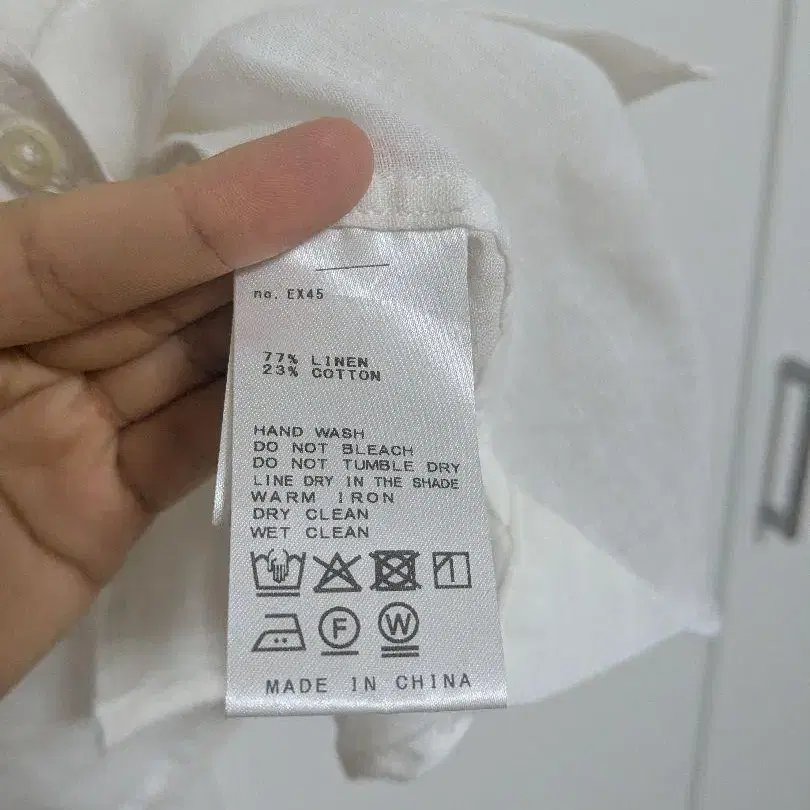 no. EX45
77% LINEN
23% COTTON
HAND WASH
DO NOT BLEACH
DO NOT TUMBLE DRY
LINE DRY IN THE SHADE
WARM IRON
DRY CLEAN
WET CLEAN
F W
MADE IN CHINA